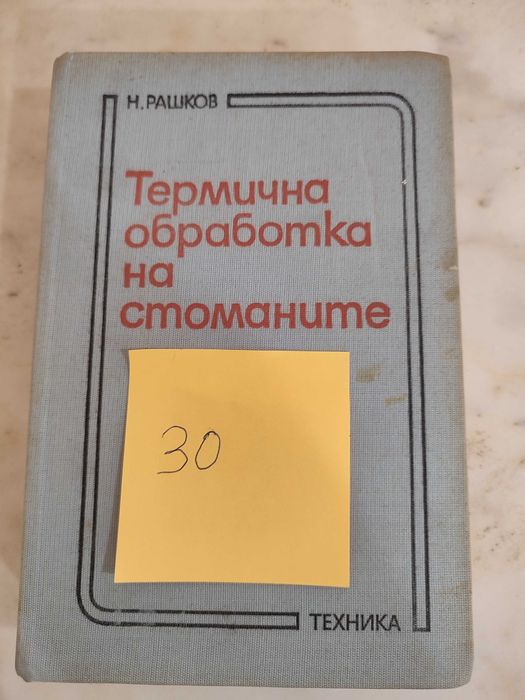 Н. РАШКОВ
Термична
обработка
на
стоманите
30
ТЕХНИКА